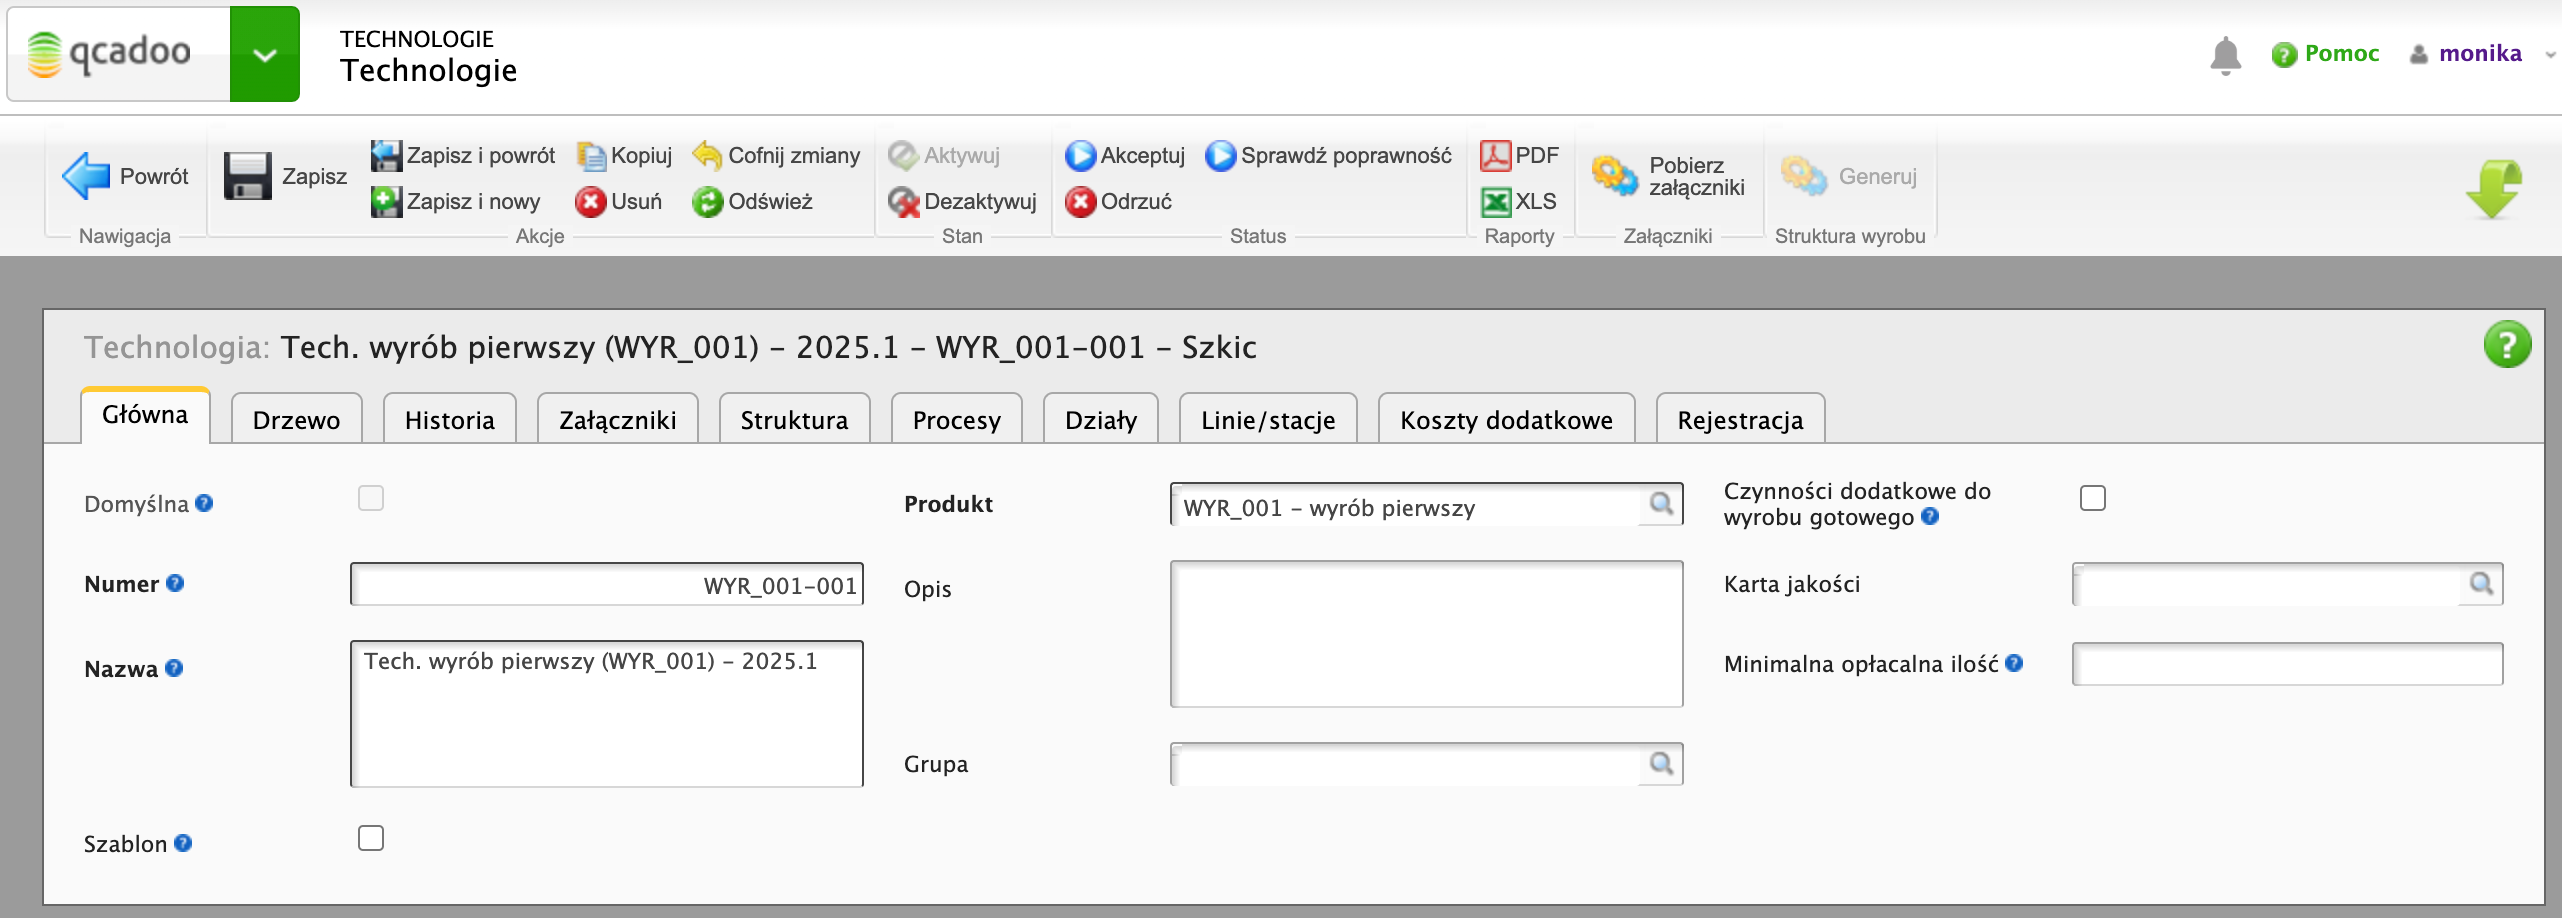 qcadoo
TECHNOLOGIE
Technologie
Pomoc
monika
Powrót
Nawigacja
Zapisz
Zapisz i powrót
Kopiuj
Cofnij zmiany
Zapisz i nowy
Usuń
Odśwież
Akcje
Aktywuj
Dezaktywuj
Stan
Akceptuj
Sprawdź poprawność
Odrzuć
Status
PDF
XLS
Raporty
Pobierz
załączniki
Załączniki
Generuj
Struktura wyrobu
Technologia: Tech. wyrób pierwszy (WYR_001) - 2025.1 - WYR_001-001 - Szkic
Główna
Drzewo
Historia
Załączniki
Struktura
Procesy
Działy
Linie/stacje
Koszty dodatkowe
Rejestracja
Domyślna
Numer
WYR_001-001
Nazwa
Tech. wyrób pierwszy (WYR_001) - 2025.1
Szablon
Produkt
WYR_001 - wyrób pierwszy
Opis
Grupa
Czynności dodatkowe do
wyrobu gotowego
Karta jakości
Minimalna opłacalna ilość